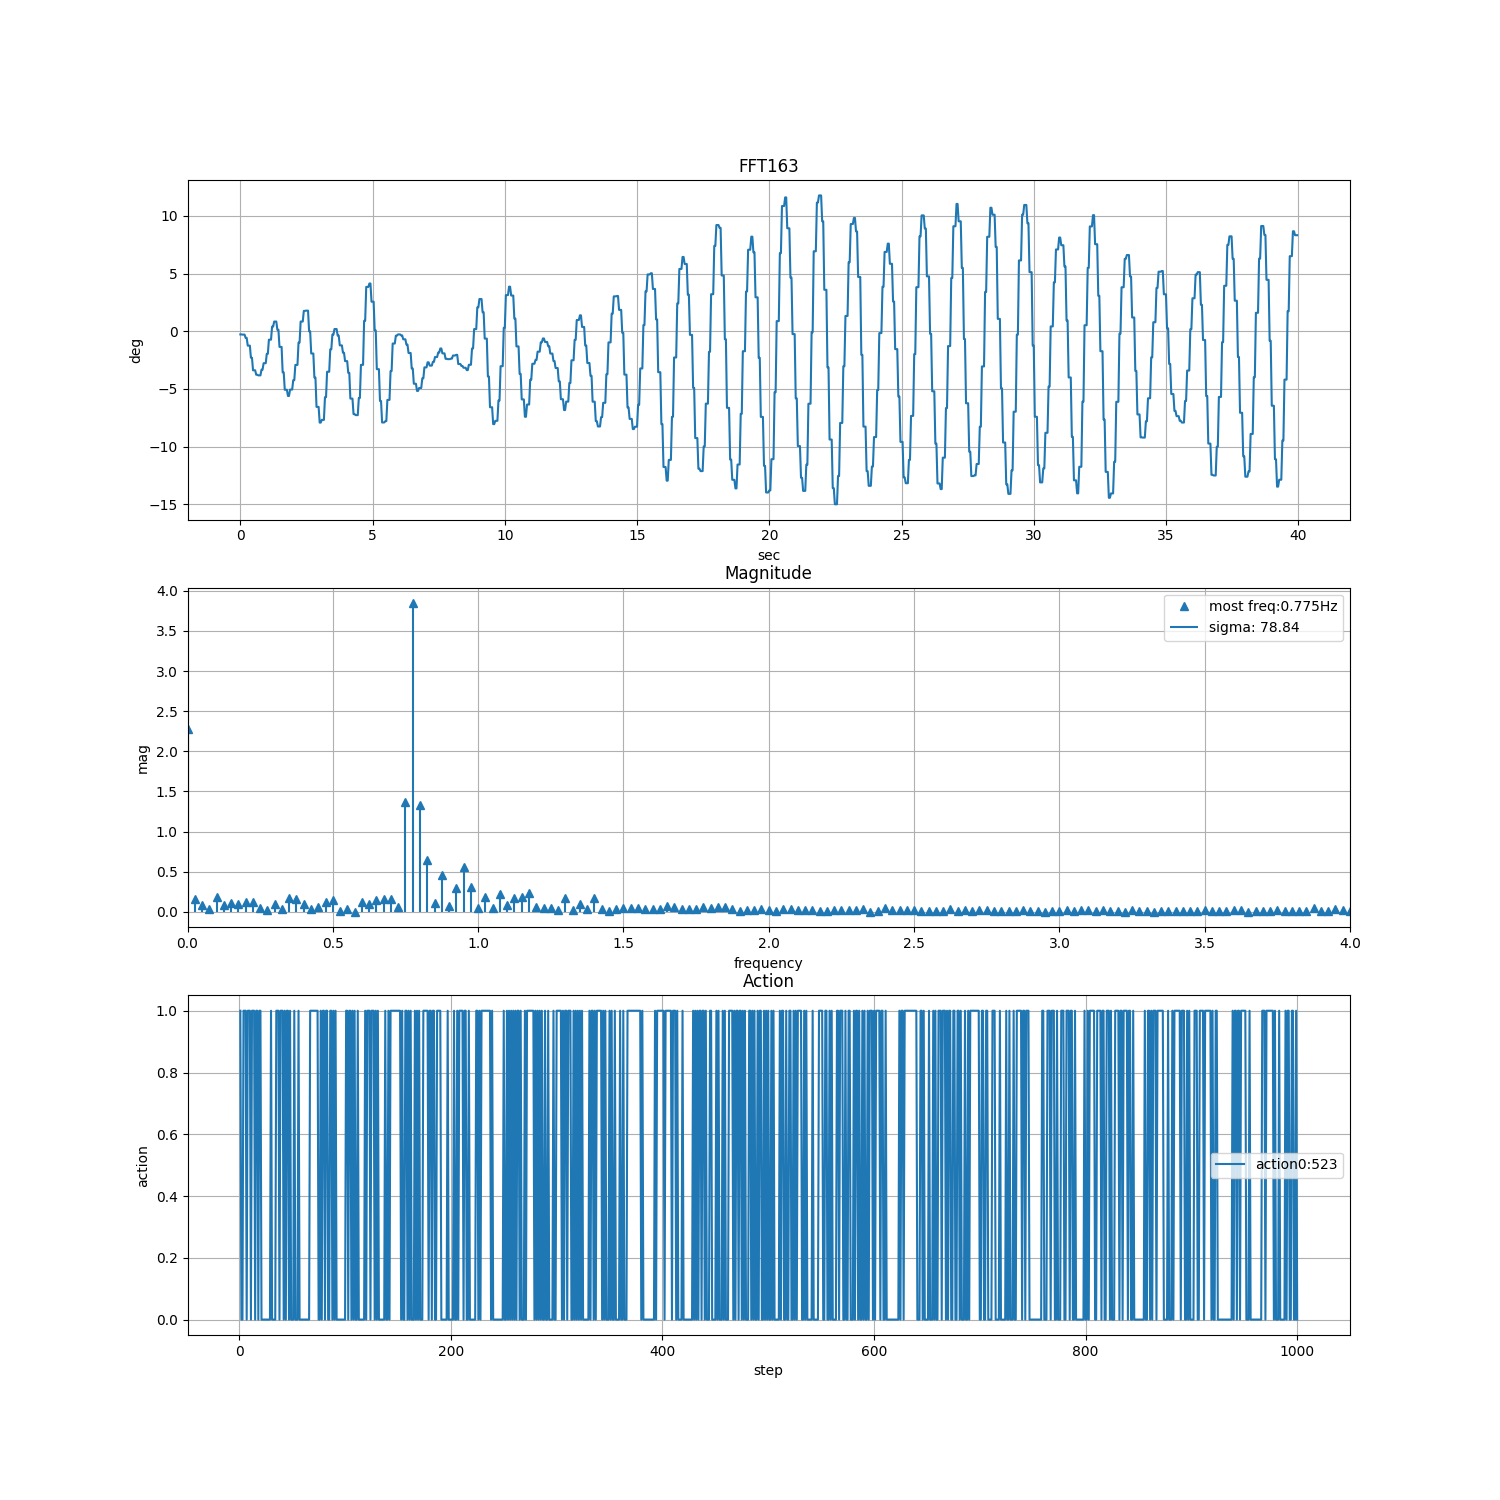 FFT163
10
5
0
−5
−10
−15
deg
0 5 10 15 20 25 30 35 40
sec
Magnitude
4.0
3.5
3.0
2.5
2.0
1.5
1.0
0.5
0.0
mag
most freq:0.775Hz
sigma: 78.84
0.0 0.5 1.0 1.5 2.0 2.5 3.0 3.5 4.0
frequency
Action
1.0
0.8
0.6
0.4
0.2
0.0
action
action0:523
0 200 400 600 800 1000
step